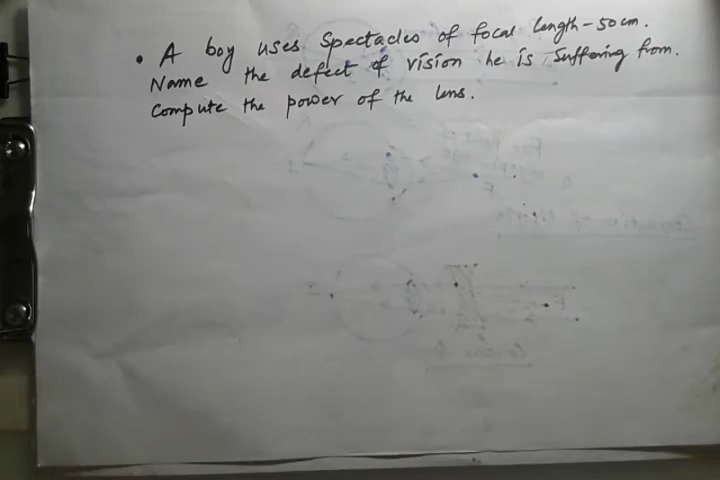 • A boy uses Spectacles of focal length - 50 cm.
Name the defect of vision he is Suffering from.
Compute the power of the lens.